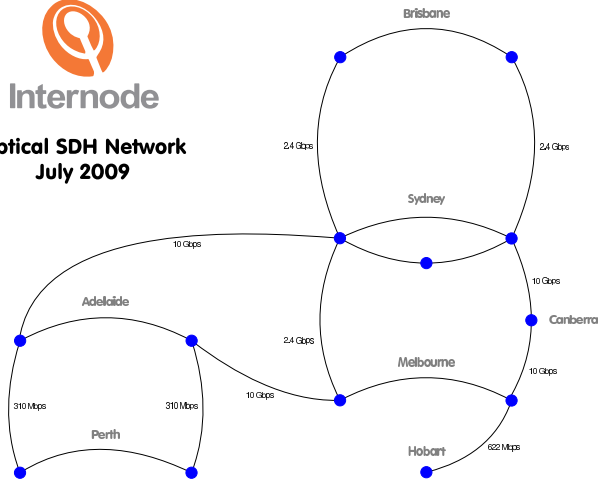 Brisbane
Internode
ptical SDH Network
July 2009
2.4 Gbps
2.4 Gbps
Sydney
10 Gbps
10 Gbps
Adelaide
Canberra
2.4 Gbps
Melbourne
10 Gbps
10 Gbps
310 Mbps
310 Mbps
Perth
Hobart
622 Mbps